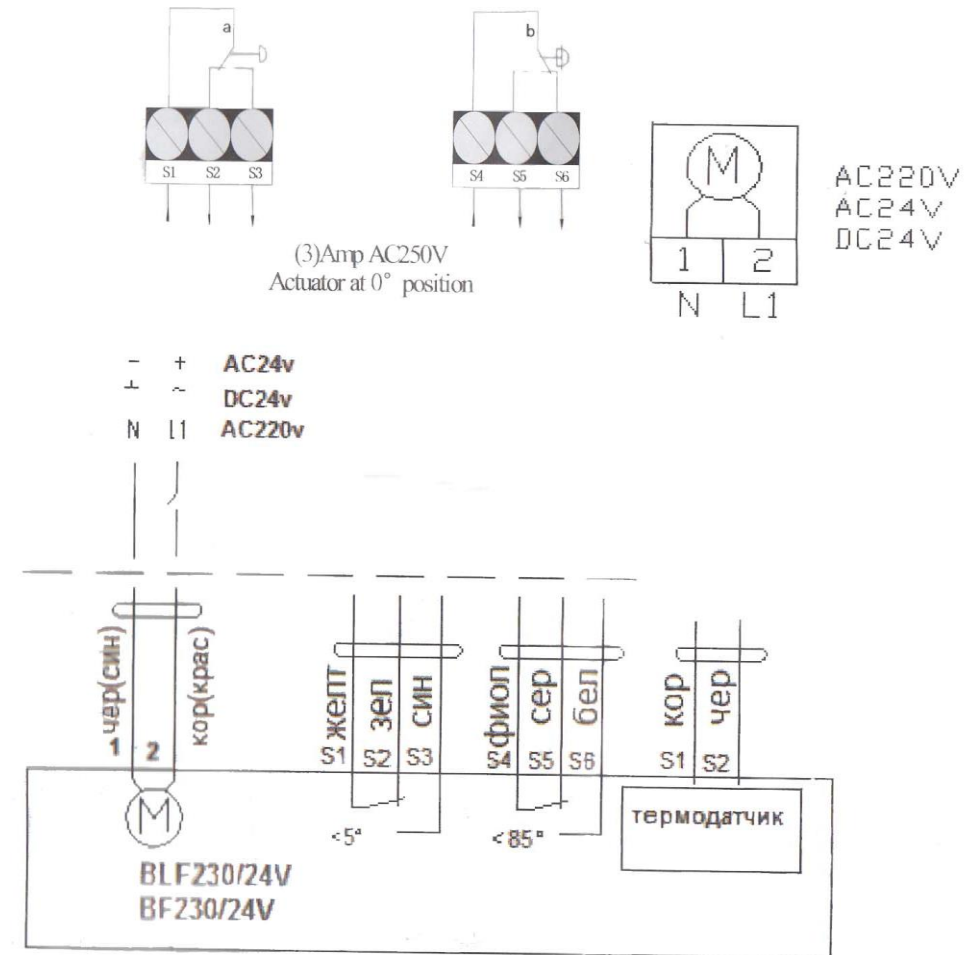 a
S1 S2 S3
b
S4 S5 S6
(3)Amp AC250V
Actuator at 0° position
M
1 2
N L1
AC220V
AC24V
DC24V
- + AC24v
⊥ ~ DC24v
N L1 AC220v
чер(син)
кор(крас)
1 2
желт
зел
син
S1 S2 S3
фиоп
сер
бел
S4 S5 S6
кор
чер
S1 S2
M
<5°
<85°
термодатчик
BLF230/24V
BF230/24V